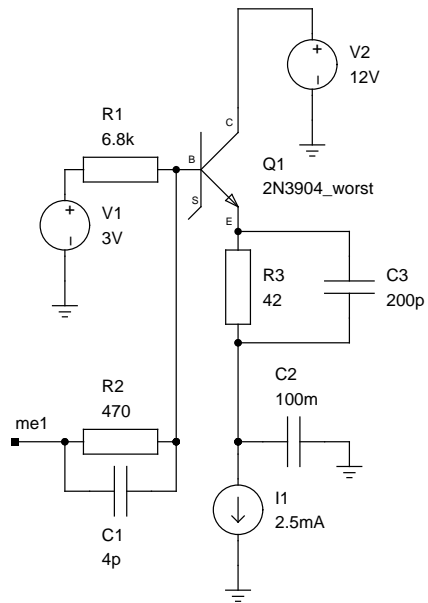 V2
12V
C
R1
6.8k
B
Q1
2N3904_worst
S
V1
3V
E
R3
42
C3
200p
R2
470
me1
C2
100m
C1
4p
I1
2.5mA